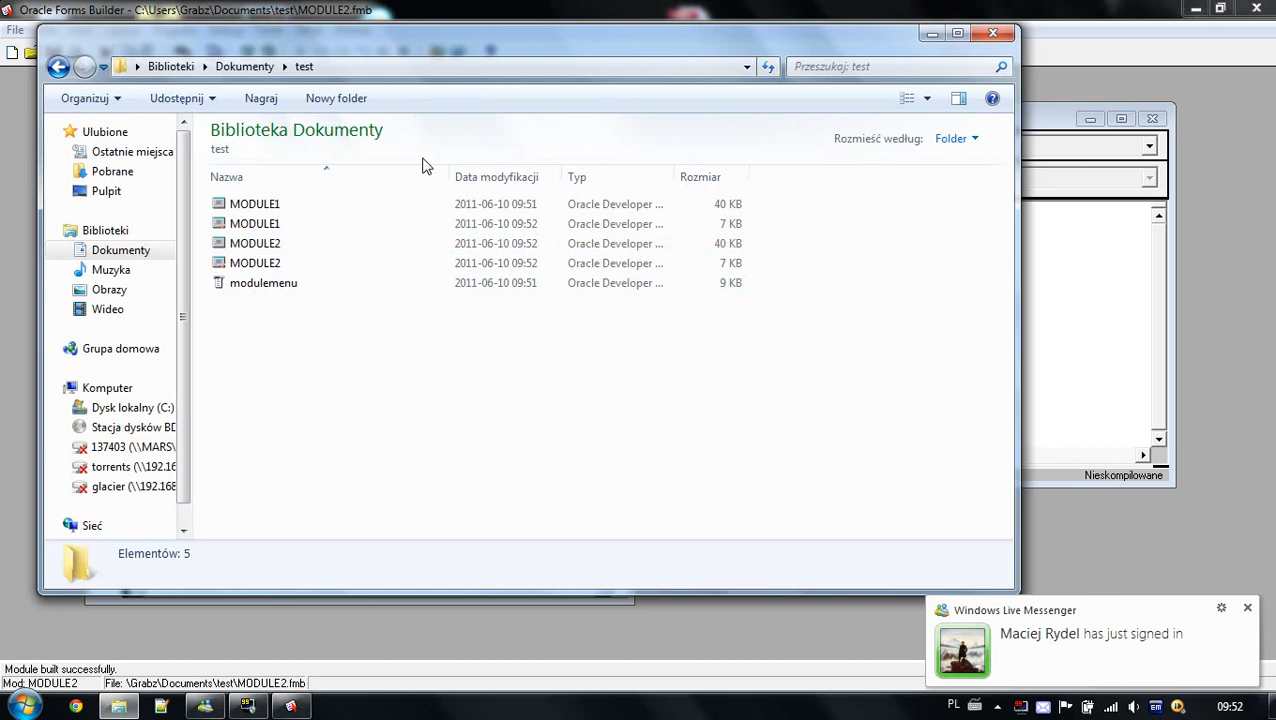 Oracle Forms Builder - C:\Users\Grabz\Documents\test\MODULE2.fmb
File
Biblioteki
Dokumenty
test
Przeszukaj: test
Organizuj
Udostępnij
Nagraj
Nowy folder
Ulubione
Ostatnie miejsca
Pobrane
Pulpit
Biblioteki
Dokumenty
Muzyka
Obrazy
Wideo
Grupa domowa
Komputer
Dysk lokalny (C:)
Stacja dysków BD
137403 (\\MARS\
torrents (\\192.16
glacier (\\192.168
Sieć
Biblioteka Dokumenty
test
Rozmieść według: Folder
Nazwa Data modyfikacji Typ Rozmiar
MODULE1 2011-06-10 09:51 Oracle Developer ... 40 KB
MODULE1 2011-06-10 09:52 Oracle Developer ... 7 KB
MODULE2 2011-06-10 09:52 Oracle Developer ... 40 KB
MODULE2 2011-06-10 09:52 Oracle Developer ... 7 KB
modulemenu 2011-06-10 09:51 Oracle Developer ... 9 KB
Nieskompilowane
Elementów: 5
Windows Live Messenger
Maciej Rydel has just signed in
Module built successfully.
Mod: MODULE2 File: \Grabz\Documents\test\MODULE2.fmb
PL
09:52